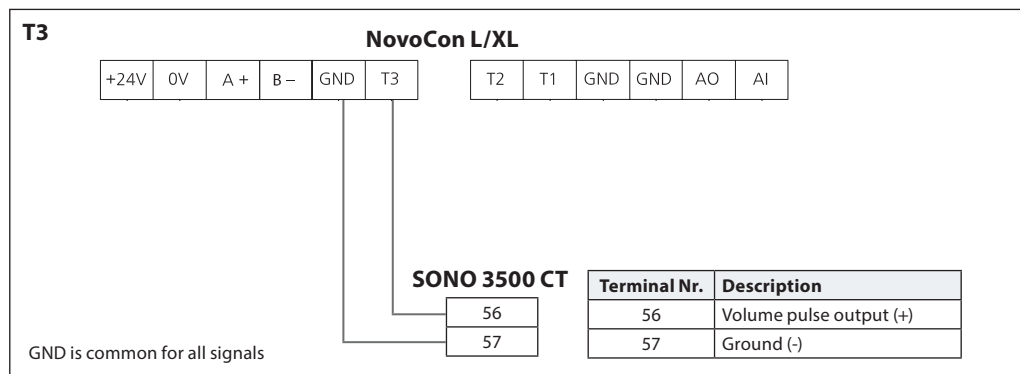 T3
NovoCon L/XL
+24V 0V A + B – GND T3 T2 T1 GND GND AO AI
SONO 3500 CT
56
57
Terminal Nr. Description
56 Volume pulse output (+)
57 Ground (-)
GND is common for all signals